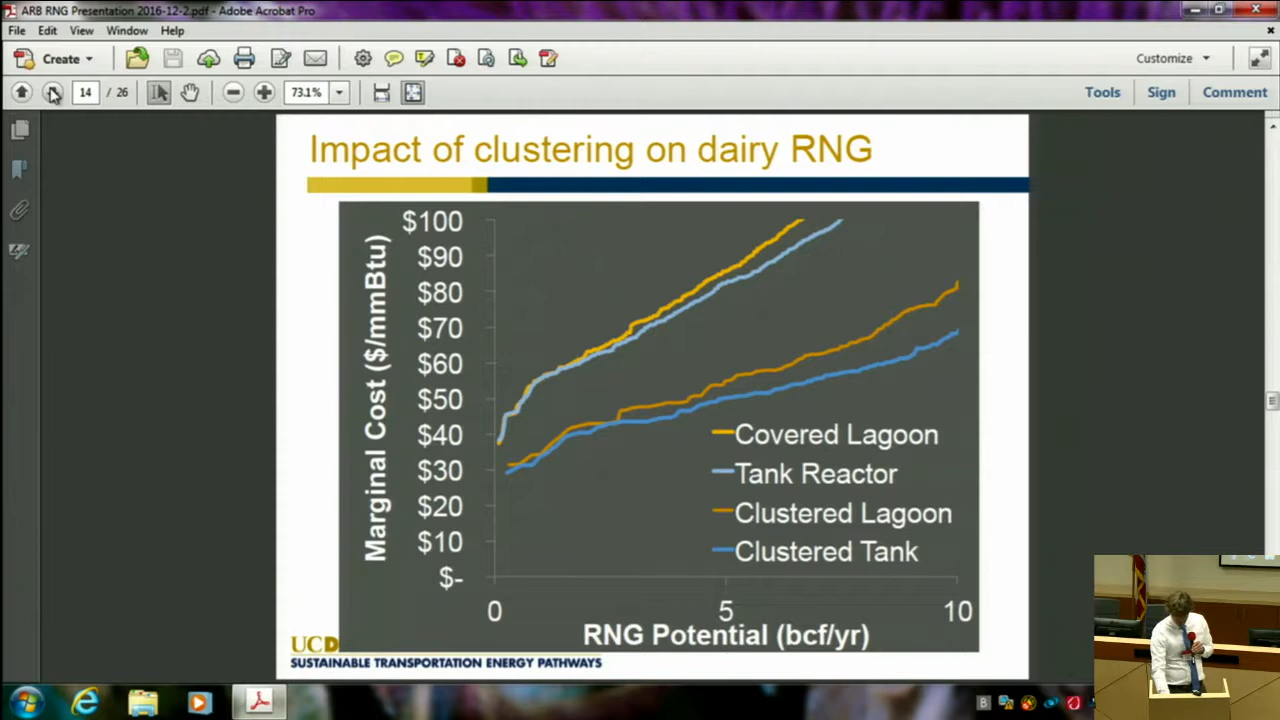 ARB RNG Presentation 2016-12-2.pdf - Adobe Acrobat Pro
File Edit View Window Help
Create
Customize
14 / 26
73.1%
Tools Sign Comment
Impact of clustering on dairy RNG
Marginal Cost ($/mmBtu)
$100
$90
$80
$70
$60
$50
$40
$30
$20
$10
$-
0 5 10
RNG Potential (bcf/yr)
Covered Lagoon
Tank Reactor
Clustered Lagoon
Clustered Tank
UCD
SUSTAINABLE TRANSPORTATION ENERGY PATHWAYS